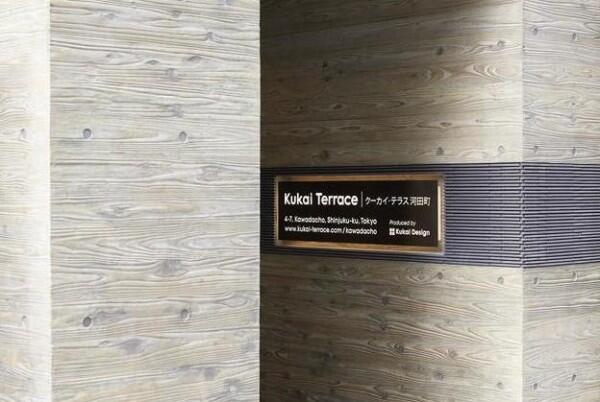 Kukai Terrace | クーカイ・テラス 河田町
4-7, Kawadacho, Shinjuku-ku, Tokyo
www.kukai-terrace.com/kawadacho
Produced by
Kukai Design